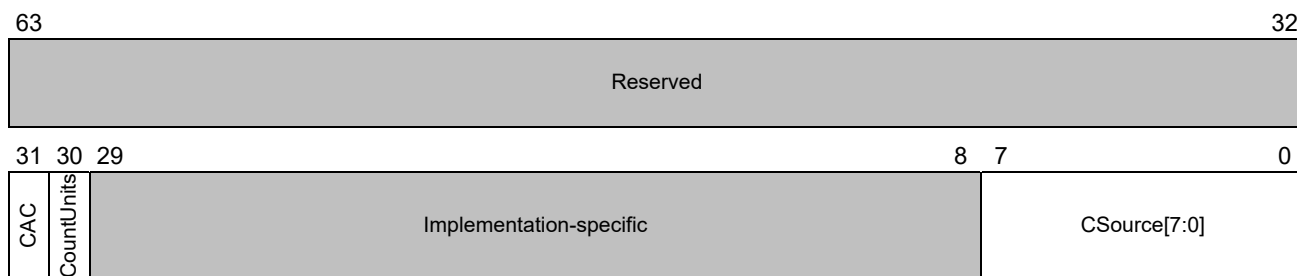 63 32
Reserved
31 30 29 8 7 0
CAC CountUnits Implementation-specific CSource[7:0]